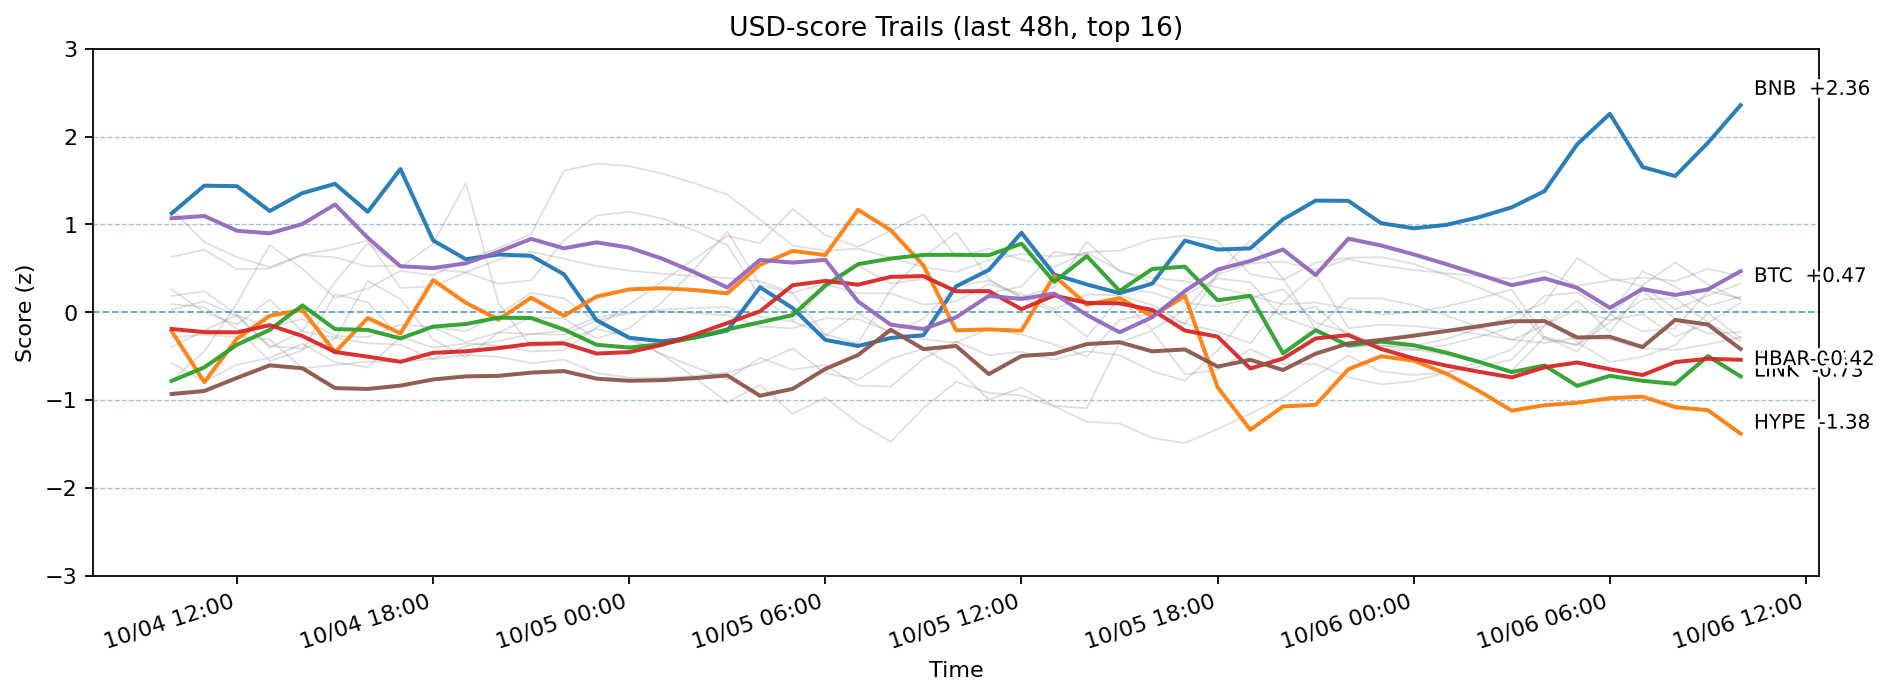 USD-score Trails (last 48h, top 16)
3
2
1
0
−1
−2
−3
Score (z)
BNB +2.36
BTC +0.47
HBAR
LINK -0.73
HYPE -1.38
10/04 12:00
10/04 18:00
10/05 00:00
10/05 06:00
10/05 12:00
10/05 18:00
10/06 00:00
10/06 06:00
10/06 12:00
Time